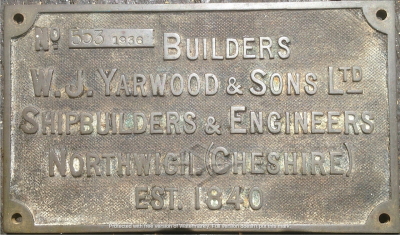 No 553 1936 BUILDERS
W. J. YARWOOD & SONS LTD
SHIPBUILDERS & ENGINEERS
NORTHWICH. (CHESHIRE)
EST. 1840